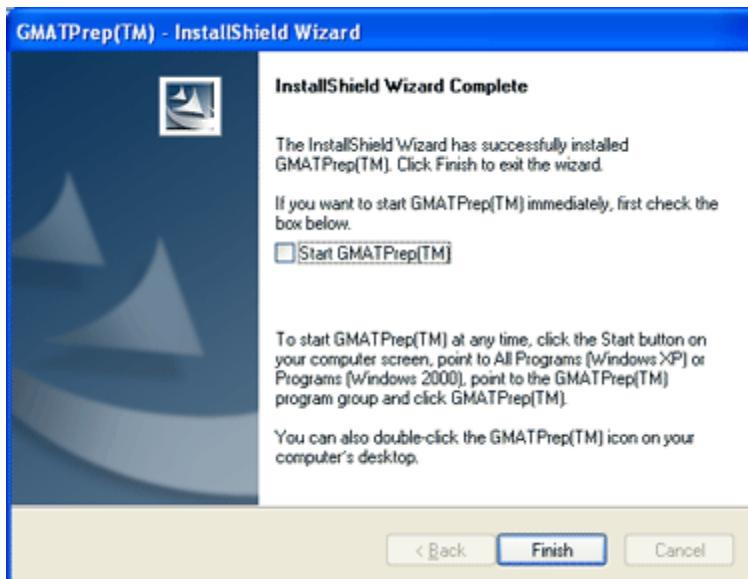 GMATPrep(TM) - InstallShield Wizard
InstallShield Wizard Complete
The InstallShield Wizard has successfully installed
GMATPrep(TM). Click Finish to exit the wizard.
If you want to start GMATPrep(TM) immediately, first check the
box below.
Start GMATPrep(TM)
To start GMATPrep(TM) at any time, click the Start button on
your computer screen, point to All Programs (Windows XP) or
Programs (Windows 2000), point to the GMATPrep(TM)
program group and click GMATPrep(TM).
You can also double-click the GMATPrep(TM) icon on your
computer's desktop.
< Back
Finish
Cancel